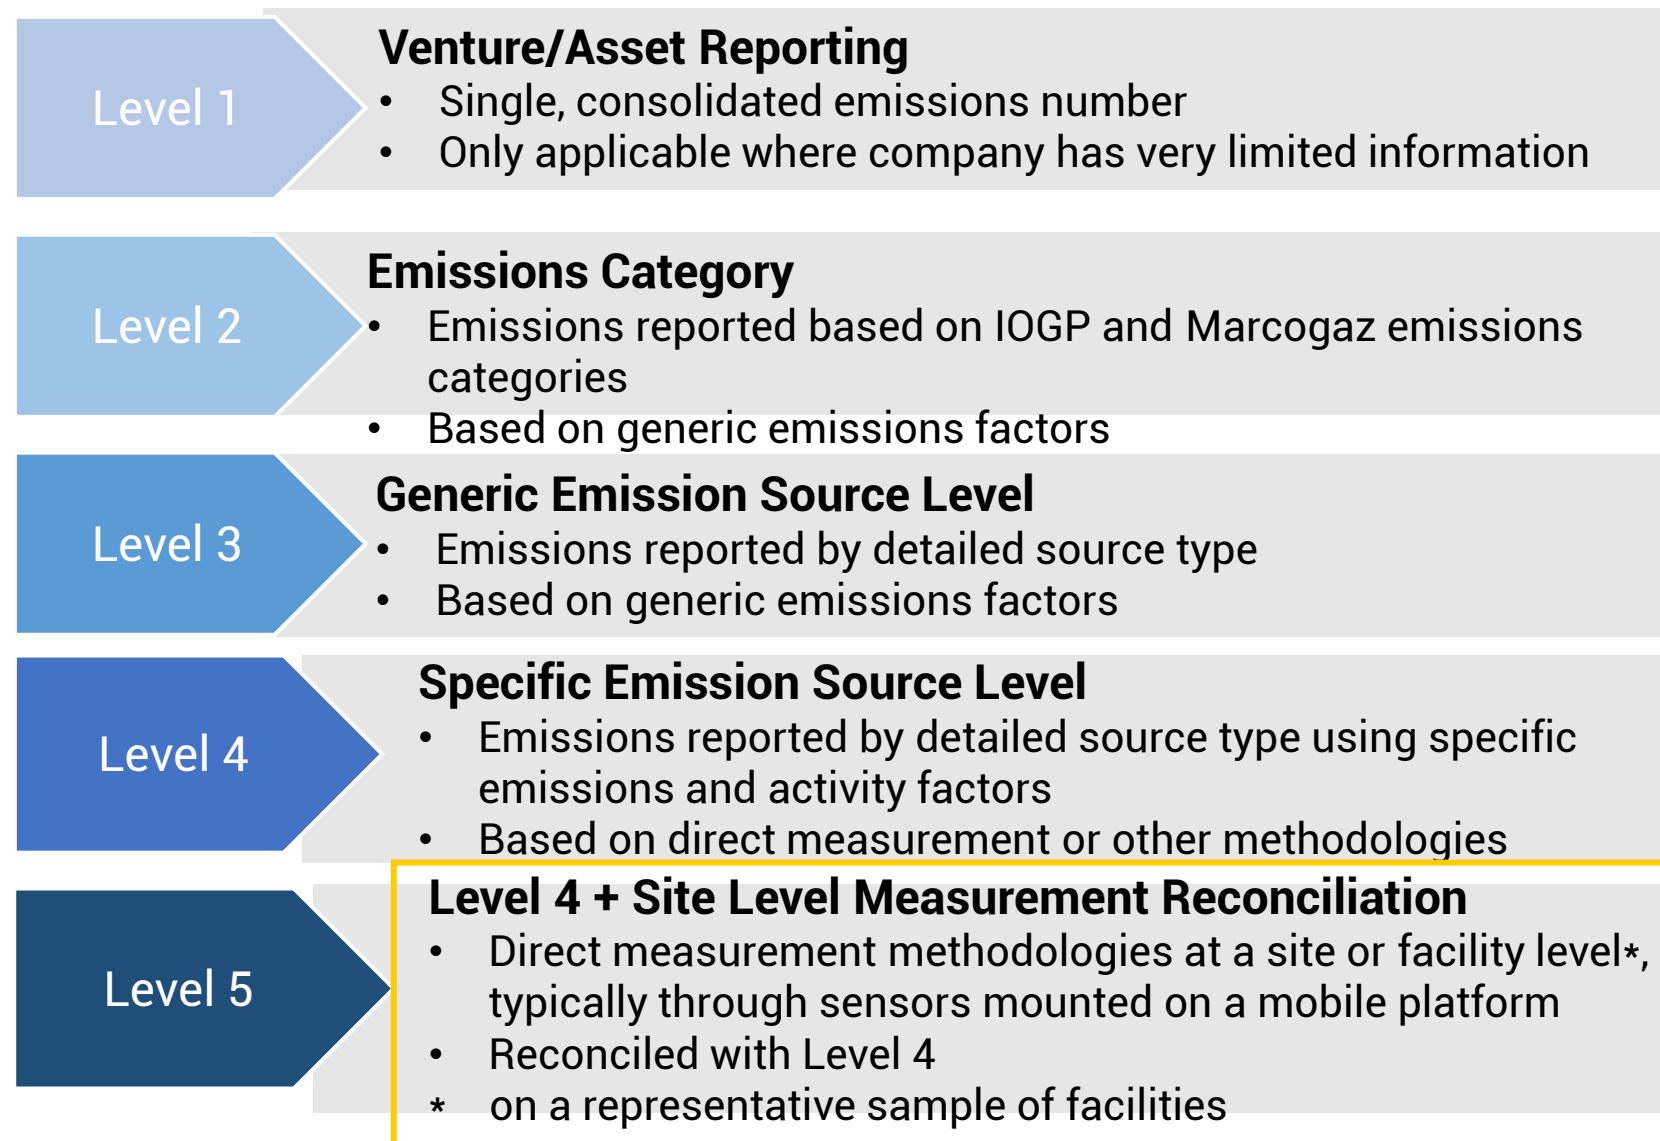 Level 1
Venture/Asset Reporting
• Single, consolidated emissions number
• Only applicable where company has very limited information
Level 2
Emissions Category
• Emissions reported based on IOGP and Marcogaz emissions
categories
• Based on generic emissions factors
Level 3
Generic Emission Source Level
• Emissions reported by detailed source type
• Based on generic emissions factors
Level 4
Specific Emission Source Level
• Emissions reported by detailed source type using specific
emissions and activity factors
• Based on direct measurement or other methodologies
Level 5
Level 4 + Site Level Measurement Reconciliation
• Direct measurement methodologies at a site or facility level*,
typically through sensors mounted on a mobile platform
• Reconciled with Level 4
* on a representative sample of facilities